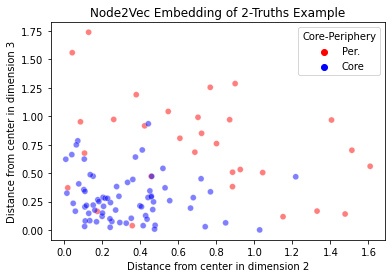 Node2Vec Embedding of 2-Truths Example
Core-Periphery
Per.
Core
Distance from center in dimension 3
1.75
1.50
1.25
1.00
0.75
0.50
0.25
0.00
0.0 0.2 0.4 0.6 0.8 1.0 1.2 1.4 1.6
Distance from center in dimension 2